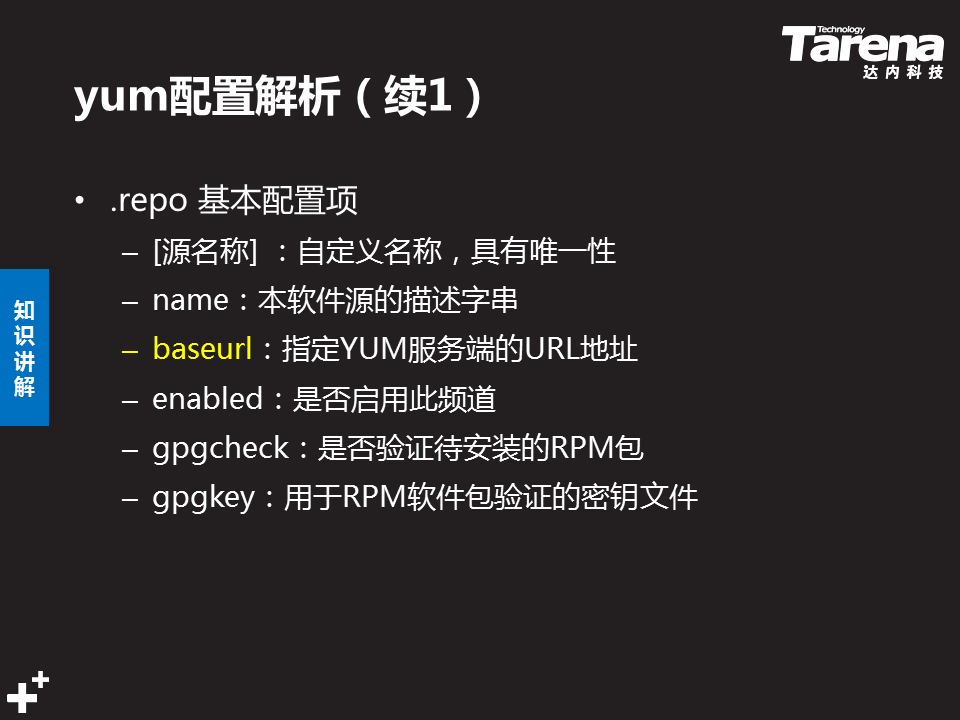 Technology
Tarena
达内科技
yum配置解析（续1）
• .repo 基本配置项
– [源名称] ：自定义名称，具有唯一性
– name：本软件源的描述字串
– baseurl：指定YUM服务端的URL地址
– enabled：是否启用此频道
– gpgcheck：是否验证待安装的RPM包
– gpgkey：用于RPM软件包验证的密钥文件
知
识
讲
解